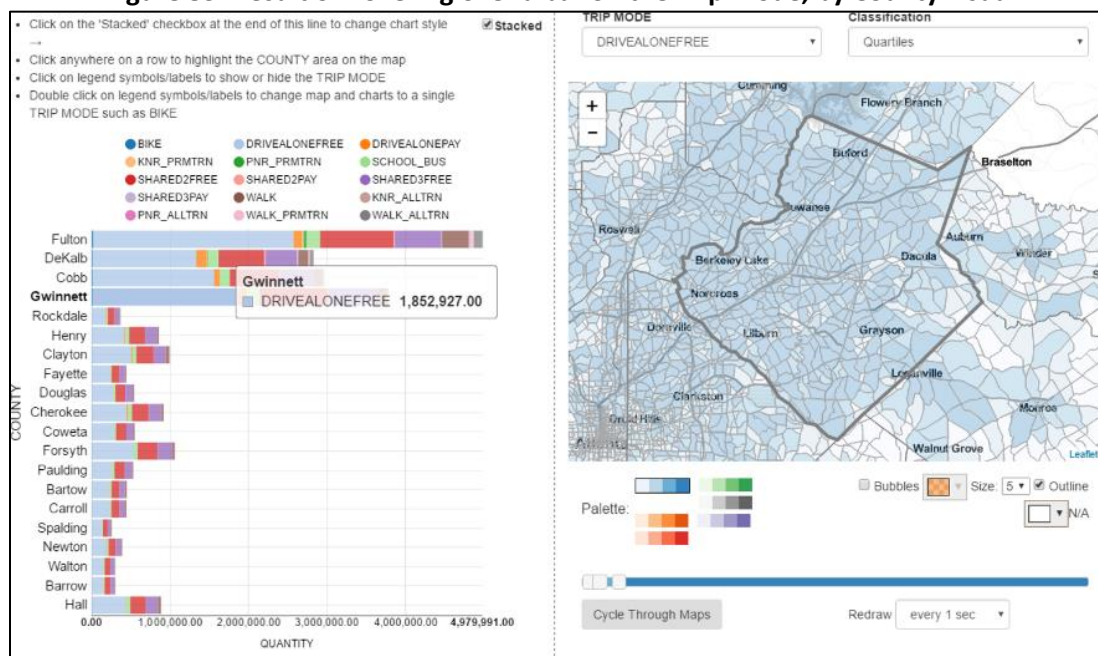 • Click on the 'Stacked' checkbox at the end of this line to change chart style
→
Stacked
• Click anywhere on a row to highlight the COUNTY area on the map
• Click on legend symbols/labels to show or hide the TRIP MODE
• Double click on legend symbols/labels to change map and charts to a single
TRIP MODE such as BIKE
BIKE DRIVEALONEFREE DRIVEALONEPAY
KNR_PRMTRN PNR_PRMTRN SCHOOL_BUS
SHARED2FREE SHARED2PAY SHARED3FREE
SHARED3PAY WALK KNR_ALLTRN
PNR_ALLTRN WALK_PRMTRN WALK_ALLTRN
COUNTY
Fulton
DeKalb
Cobb
Gwinnett
Rockdale
Henry
Clayton
Fayette
Douglas
Cherokee
Coweta
Forsyth
Paulding
Bartow
Carroll
Spalding
Newton
Walton
Barrow
Hall
Gwinnett
DRIVEALONEFREE 1,852,927.00
0.00 1,000,000.00 2,000,000.00 3,000,000.00 4,000,000.00 4,979,991.00
QUANTITY
TRIP MODE Classification
DRIVEALONEFREE Quartiles
+
−
Cumming
Flowery Branch
Buford
Braselton
Suwanee
Roswell
Auburn
Winder
Berkeley Lake
Dacula
Norcross
Doraville
Lilburn
Grayson
Loganville
Clarkston
Monroe
Druid Hills
Atlanta
Walnut Grove
Leaflet
Palette:
Bubbles Size: 5 Outline
N/A
Cycle Through Maps Redraw every 1 sec